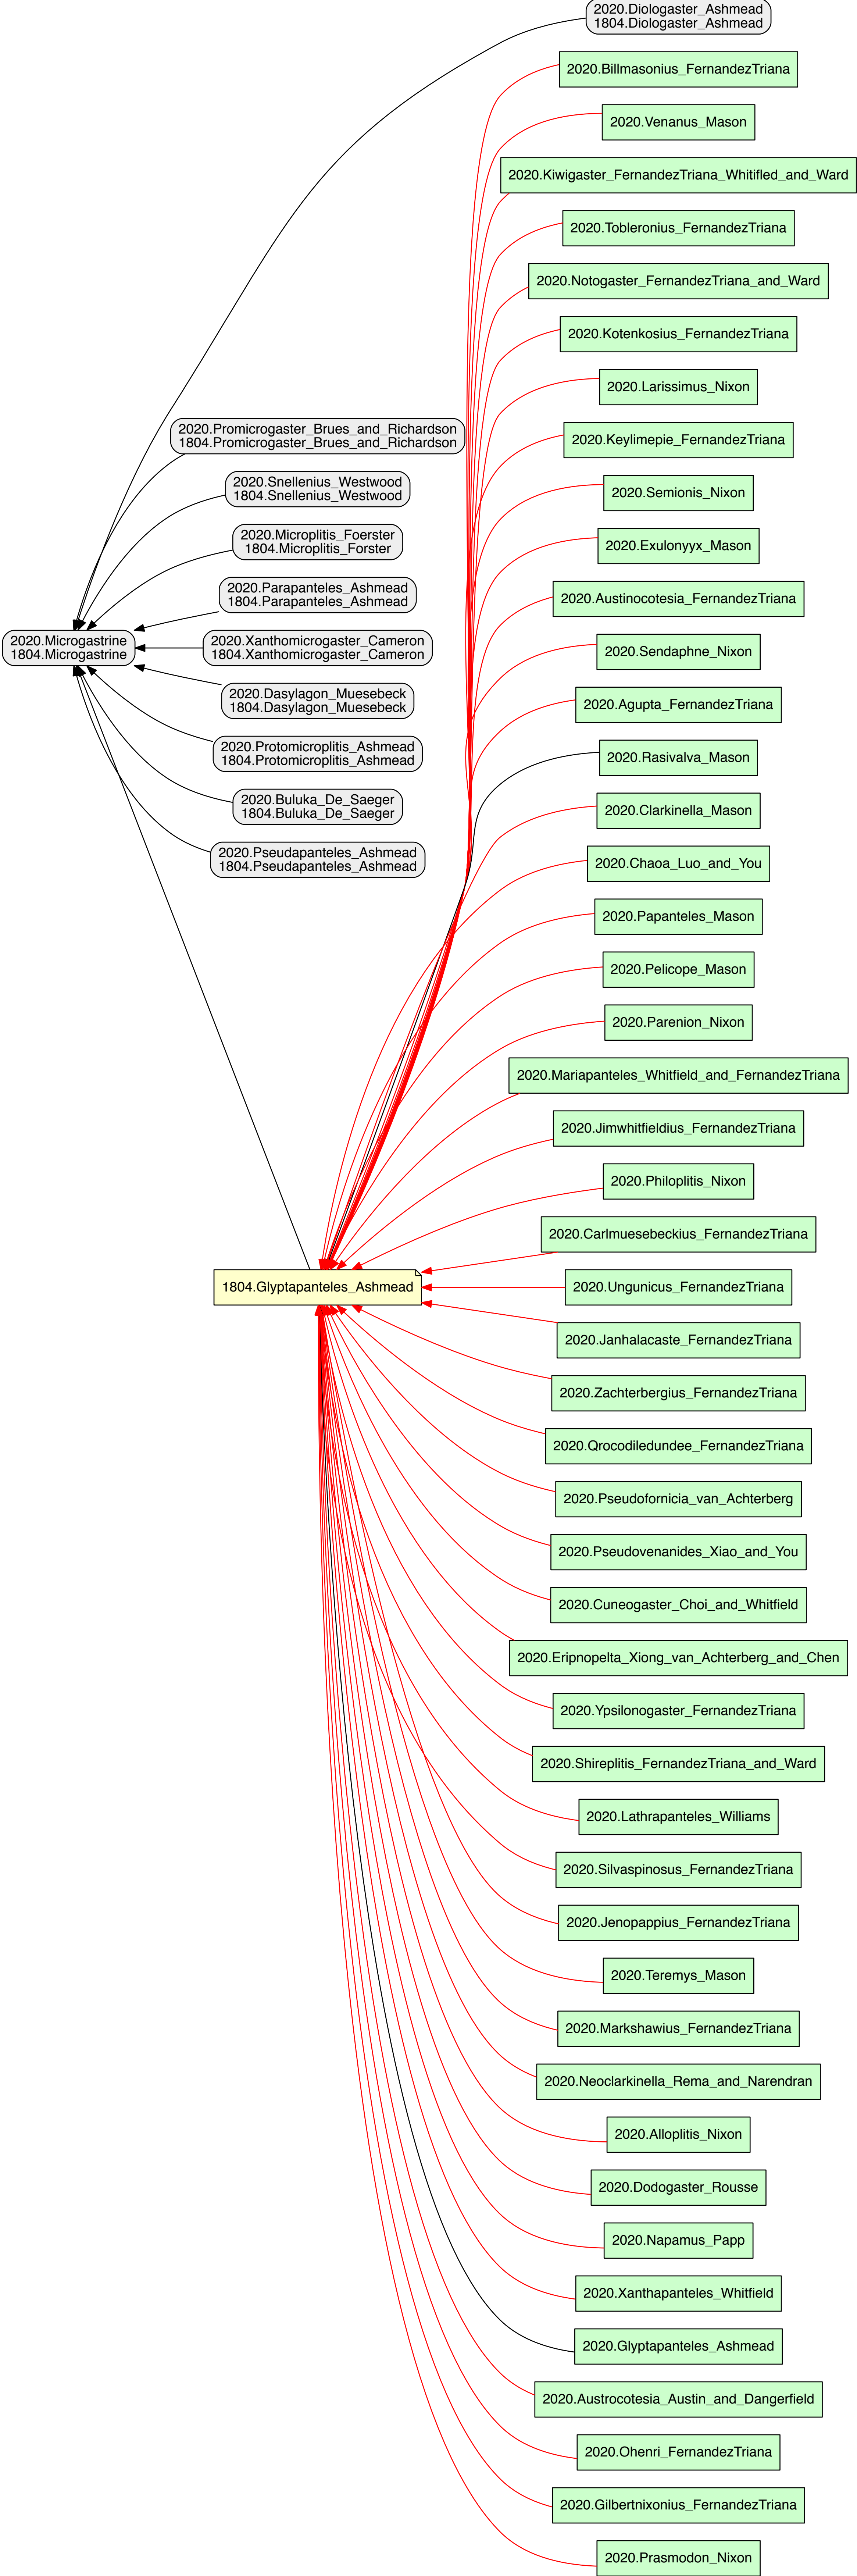 2020.Diologaster_Ashmead
1804.Diologaster_Ashmead
2020.Billmasonius_FernandezTriana
2020.Venanus_Mason
2020.Kiwigaster_FernandezTriana_Whitifled_and_Ward
2020.Tobleronius_FernandezTriana
2020.Notogaster_FernandezTriana_and_Ward
2020.Kotenkosius_FernandezTriana
2020.Larissimus_Nixon
2020.Promicrogaster_Brues_and_Richardson
1804.Promicrogaster_Brues_and_Richardson
2020.Keylimepie_FernandezTriana
2020.Snellenius_Westwood
1804.Snellenius_Westwood
2020.Semionis_Nixon
2020.Microplitis_Foerster
1804.Microplitis_Forster
2020.Exulonyyx_Mason
2020.Parapanteles_Ashmead
1804.Parapanteles_Ashmead
2020.Austinocotesia_FernandezTriana
2020.Microgastrine
1804.Microgastrine
2020.Xanthomicrogaster_Cameron
1804.Xanthomicrogaster_Cameron
2020.Sendaphne_Nixon
2020.Dasylagon_Muesebeck
1804.Dasylagon_Muesebeck
2020.Agupta_FernandezTriana
2020.Protomicroplitis_Ashmead
1804.Protomicroplitis_Ashmead
2020.Rasivalva_Mason
2020.Buluka_De_Saeger
1804.Buluka_De_Saeger
2020.Clarkinella_Mason
2020.Pseudapanteles_Ashmead
1804.Pseudapanteles_Ashmead
2020.Chaoa_Luo_and_You
2020.Papanteles_Mason
2020.Pelicope_Mason
2020.Parenion_Nixon
2020.Mariapanteles_Whitfield_and_FernandezTriana
2020.Jimwhitfieldius_FernandezTriana
2020.Philoplitis_Nixon
2020.Carlmuesebeckius_FernandezTriana
1804.Glyptapanteles_Ashmead
2020.Ungunicus_FernandezTriana
2020.Janhalacaste_FernandezTriana
2020.Zachterbergius_FernandezTriana
2020.Qrocodiledundee_FernandezTriana
2020.Pseudofornicia_van_Achterberg
2020.Pseudovenanides_Xiao_and_You
2020.Cuneogaster_Choi_and_Whitfield
2020.Eripnopelta_Xiong_van_Achterberg_and_Chen
2020.Ypsilonogaster_FernandezTriana
2020.Shireplitis_FernandezTriana_and_Ward
2020.Lathrapanteles_Williams
2020.Silvaspinosus_FernandezTriana
2020.Jenopappius_FernandezTriana
2020.Teremys_Mason
2020.Markshawius_FernandezTriana
2020.Neoclarkinella_Rema_and_Narendran
2020.Alloplitis_Nixon
2020.Dodogaster_Rousse
2020.Napamus_Papp
2020.Xanthapanteles_Whitfield
2020.Glyptapanteles_Ashmead
2020.Austrocotesia_Austin_and_Dangerfield
2020.Ohenri_FernandezTriana
2020.Gilbertnixonius_FernandezTriana
2020.Prasmodon_Nixon